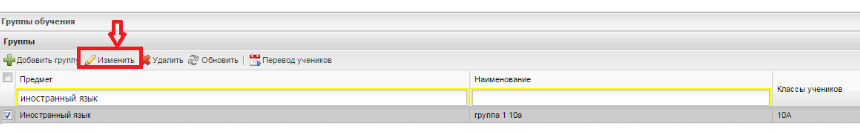 Группы обучения
Группы
Добавить группу Изменить Удалить Обновить Перевод учеников
Предмет Наименование Классы учеников
иностранный язык
Иностранный язык группа 1 10а 10А